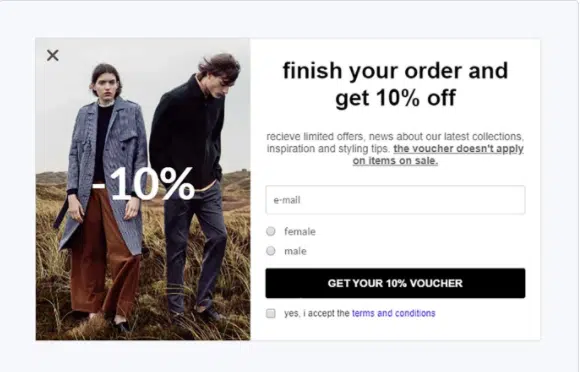 finish your order and
get 10% off
recieve limited offers, news about our latest collections,
inspiration and styling tips. the voucher doesn't apply
on items on sale.
-10%
e-mail
female
male
GET YOUR 10% VOUCHER
yes, i accept the terms and conditions